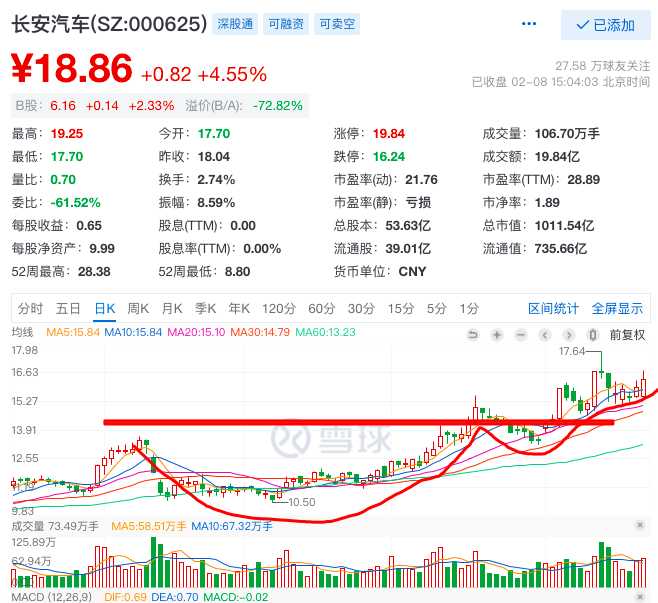 长安汽车(SZ:000625) 深股通 可融资 可卖空 ... ✓ 已添加
¥18.86 +0.82 +4.55%
27.58 万球友关注
已收盘 02-08 15:04:03 北京时间
B股: 6.16 +0.14 +2.33% 溢价(B/A): -72.82%
最高: 19.25 今开: 17.70 涨停: 19.84 成交量: 106.70万手
最低: 17.70 昨收: 18.04 跌停: 16.24 成交额: 19.84亿
量比: 0.70 换手: 2.74% 市盈率(动): 21.76 市盈率(TTM): 28.89
委比: -61.52% 振幅: 8.59% 市盈率(静): 亏损 市净率: 1.89
每股收益: 0.65 股息(TTM): 0.00 总股本: 53.63亿 总市值: 1011.54亿
每股净资产: 9.99 股息率(TTM): 0.00% 流通股: 39.01亿 流通值: 735.66亿
52周最高: 28.38 52周最低: 8.80 货币单位: CNY
分时 五日 日K 周K 月K 季K 年K 120分 60分 30分 15分 5分 1分 区间统计 全屏显示
均线 MA5:15.84 MA10:15.84 MA20:15.10 MA30:14.79 MA60:13.23 前复权
17.98
17.64
16.63
15.27
13.91
雪球
12.55
10.50
9.83
成交量 73.49万手 MA5:58.51万手 MA10:67.32万手
125.89万
62.94万
MACD (12,26,9) DIF:0.69 DEA:0.70 MACD:-0.02